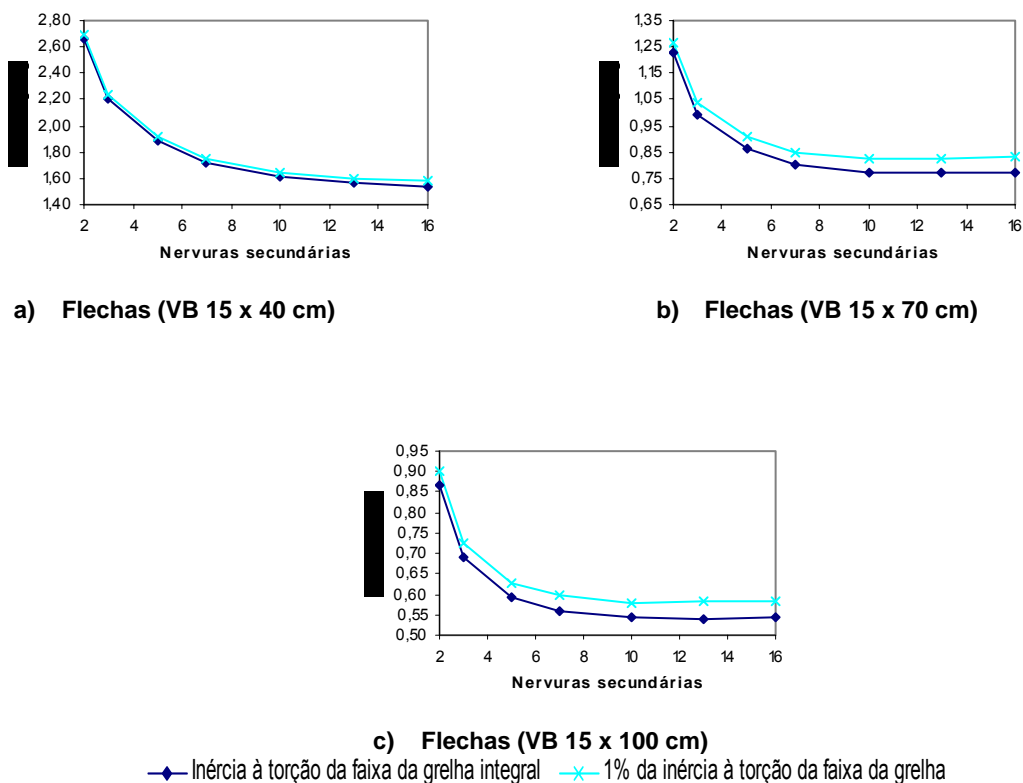 2,80
2,60
2,40
2,20
2,00
1,80
1,60
1,40
2 4 6 8 10 12 14 16
Nervuras secundárias
a) Flechas (VB 15 x 40 cm)
1,35
1,25
1,15
1,05
0,95
0,85
0,75
0,65
2 4 6 8 10 12 14 16
Nervuras secundárias
b) Flechas (VB 15 x 70 cm)
0,95
0,90
0,85
0,80
0,75
0,70
0,65
0,60
0,55
0,50
2 4 6 8 10 12 14 16
Nervuras secundárias
c) Flechas (VB 15 x 100 cm)
Inércia à torção da faixa da grelha integral 1% da inércia à torção da faixa da grelha